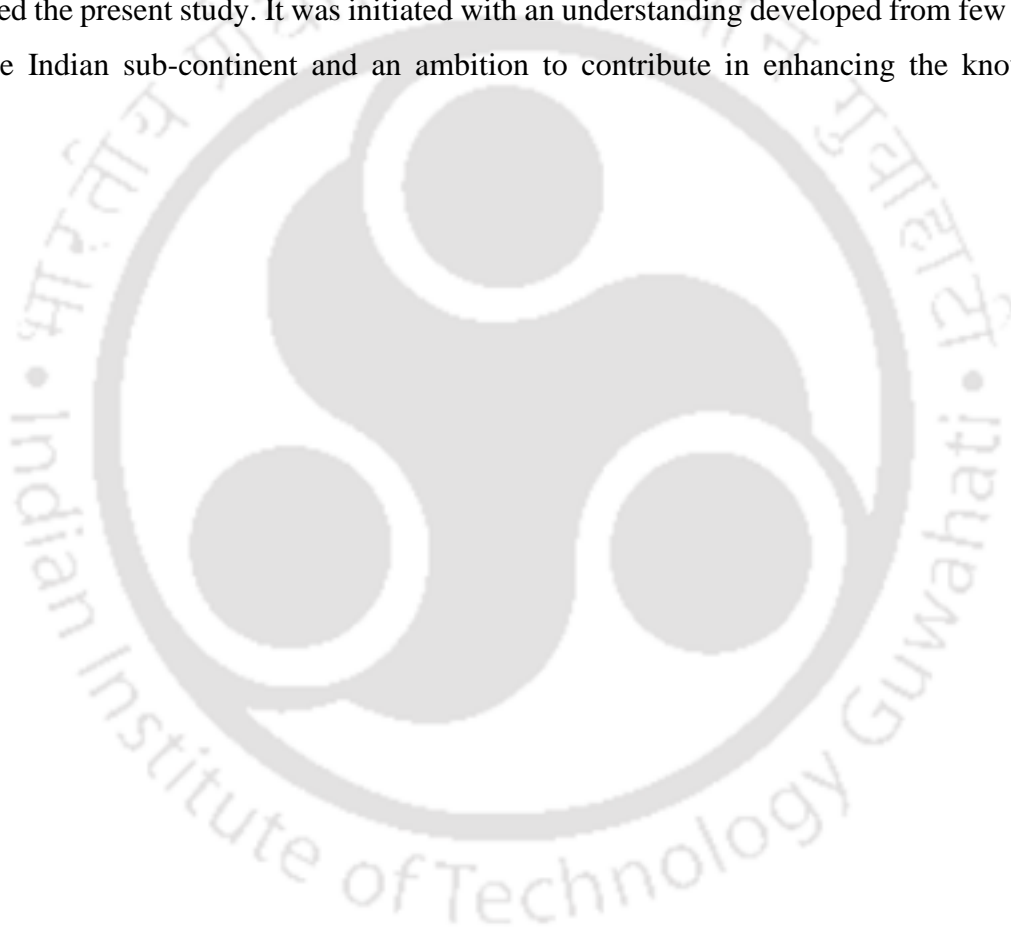 ed the present study. It was initiated with an understanding developed from few
e Indian sub-continent and an ambition to contribute in enhancing the kno
• Indian Institute of Technology Guwahati •